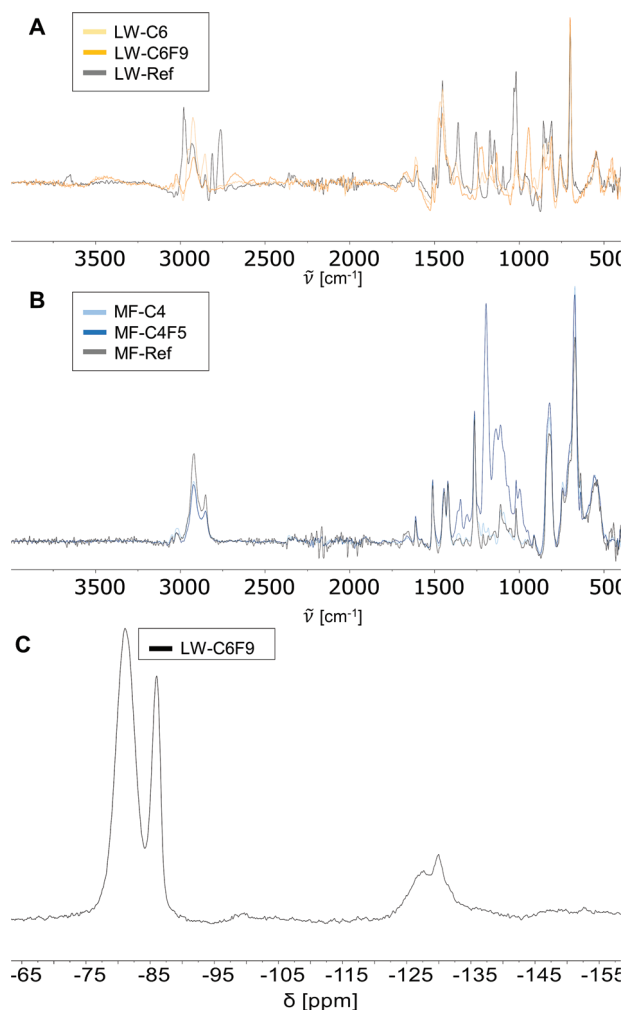 A
LW-C6
LW-C6F9
LW-Ref
3500 3000 2500 2000 1500 1000 500
ṽ [cm⁻¹]
B
MF-C4
MF-C4F5
MF-Ref
3500 3000 2500 2000 1500 1000 500
ṽ [cm⁻¹]
C
LW-C6F9
-65 -75 -85 -95 -105 -115 -125 -135 -145 -155
δ [ppm]